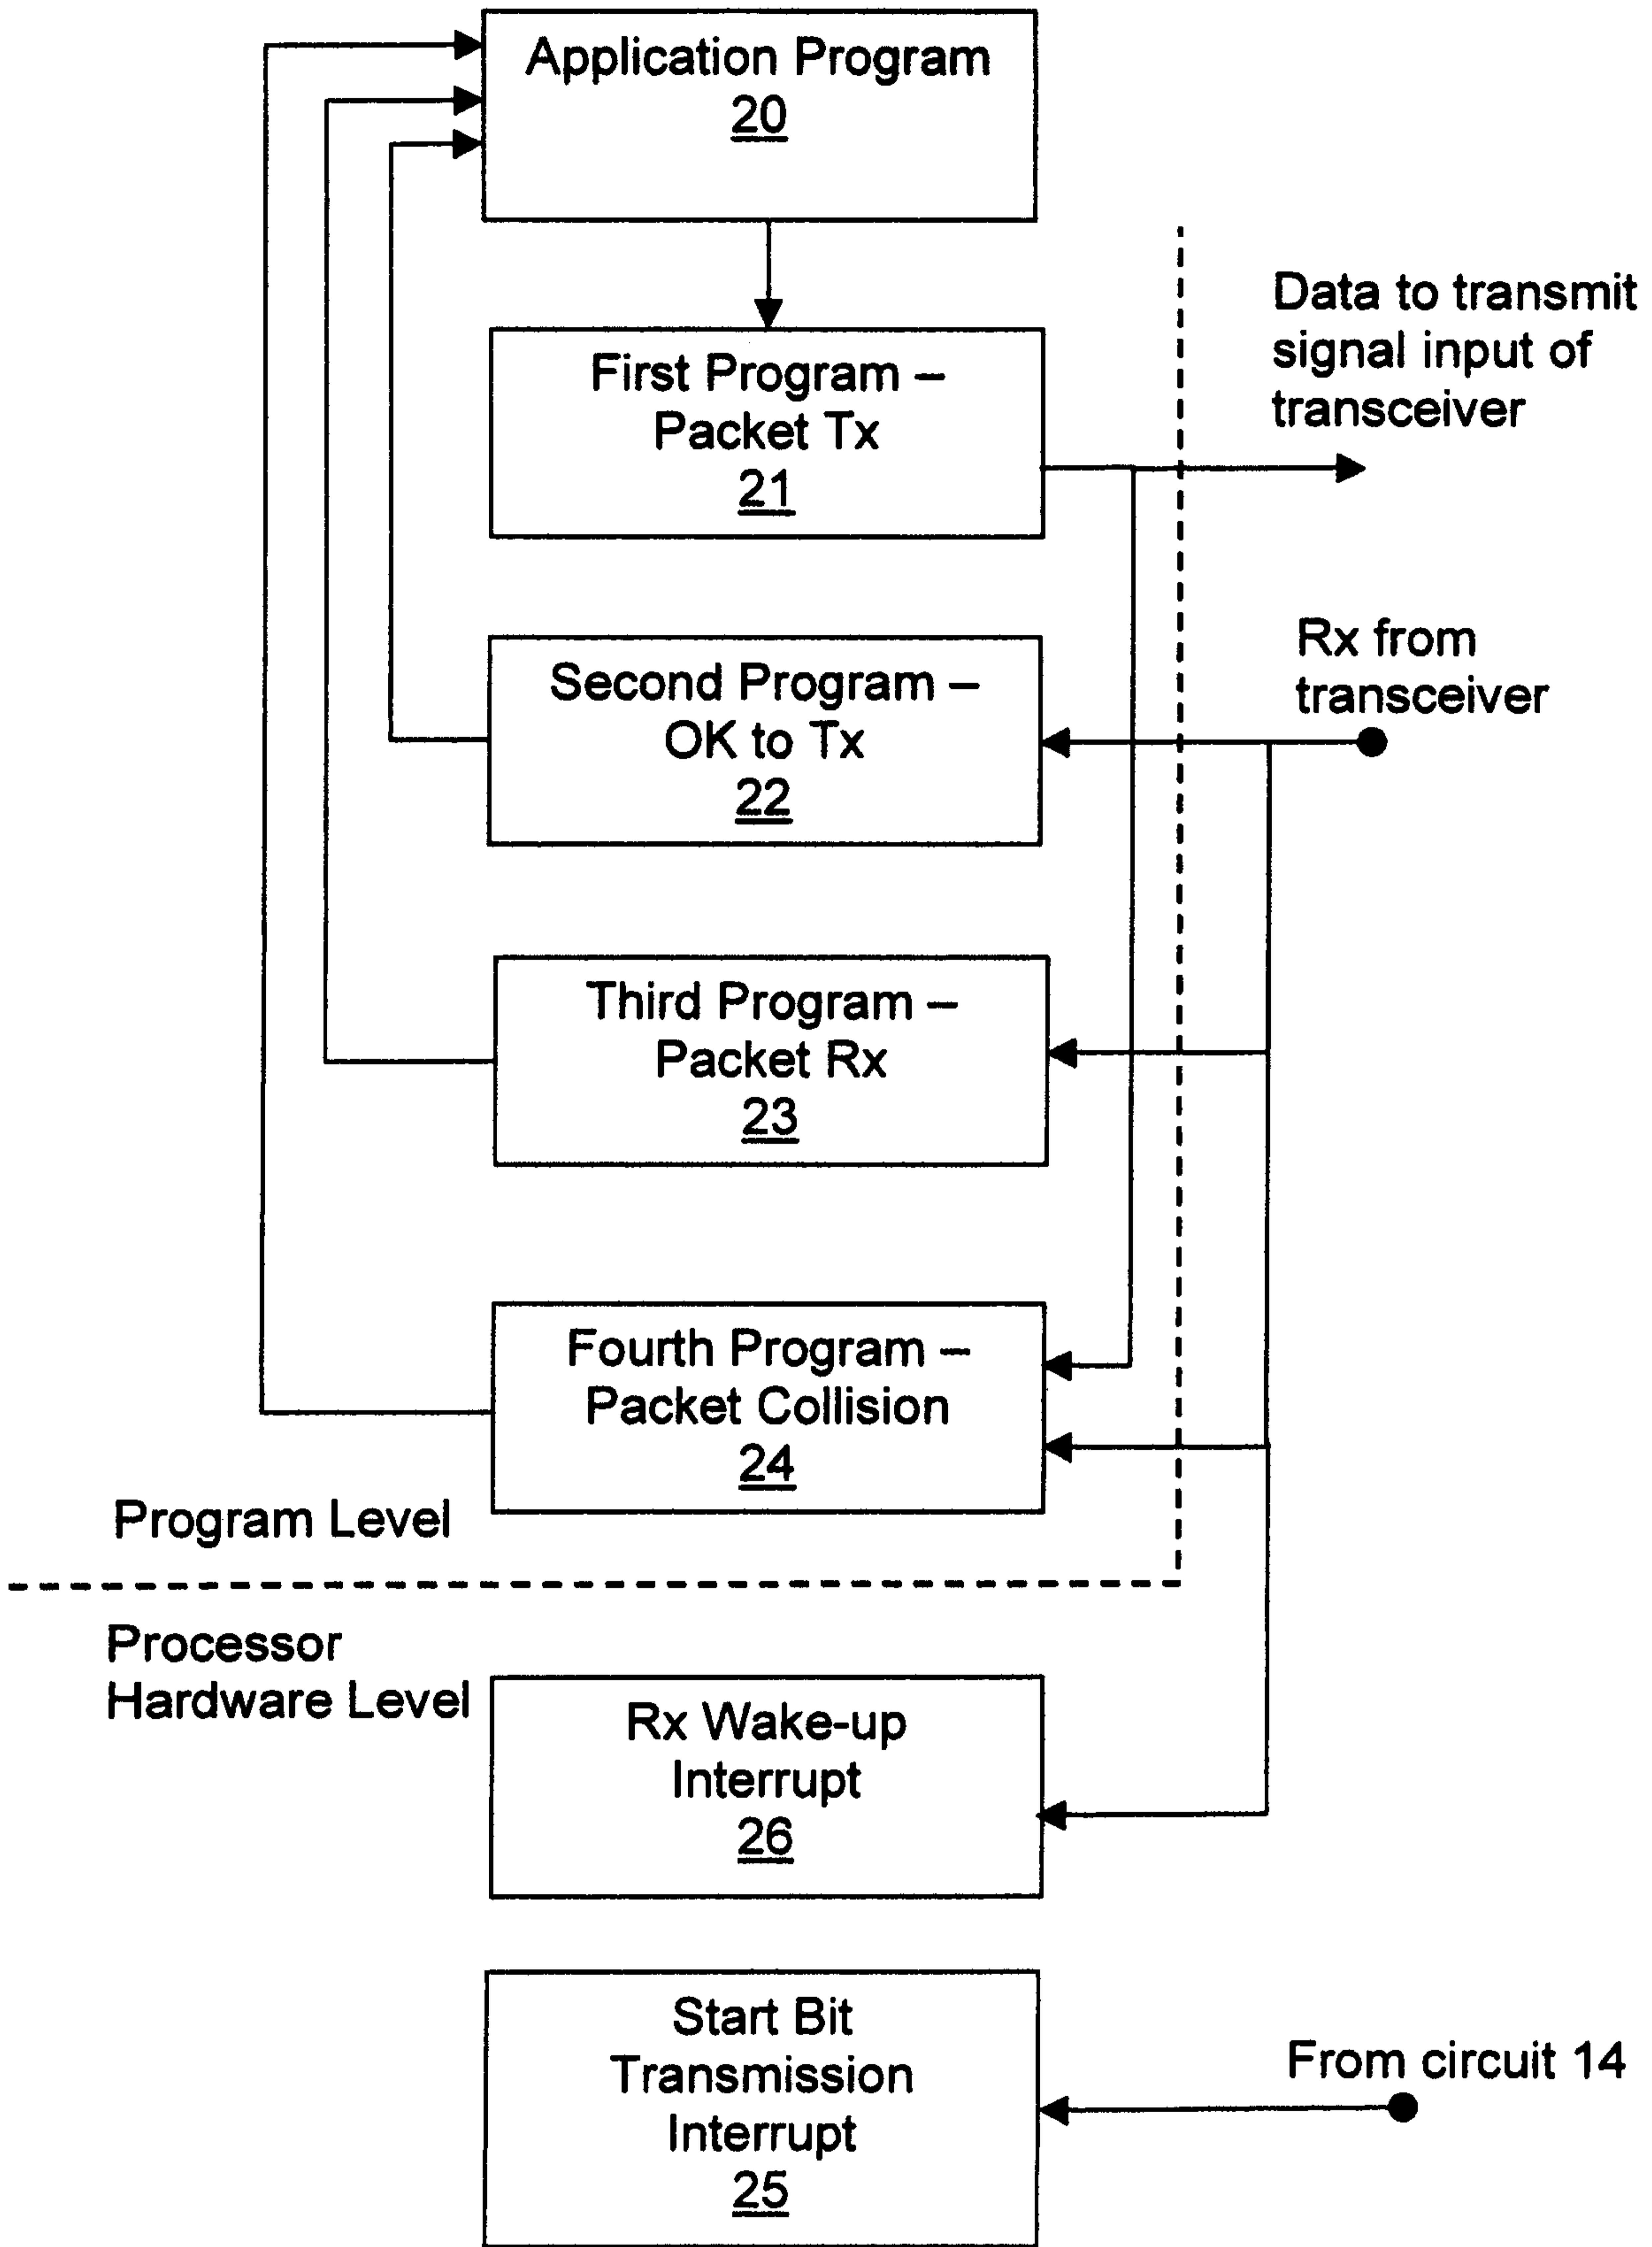 Application Program
20
Data to transmit
signal input of
transceiver
First Program –
Packet Tx
21
Rx from
transceiver
Second Program –
OK to Tx
22
Third Program –
Packet Rx
23
Fourth Program –
Packet Collision
24
Program Level
Processor
Hardware Level
Rx Wake-up
Interrupt
26
Start Bit
Transmission
Interrupt
25
From circuit 14